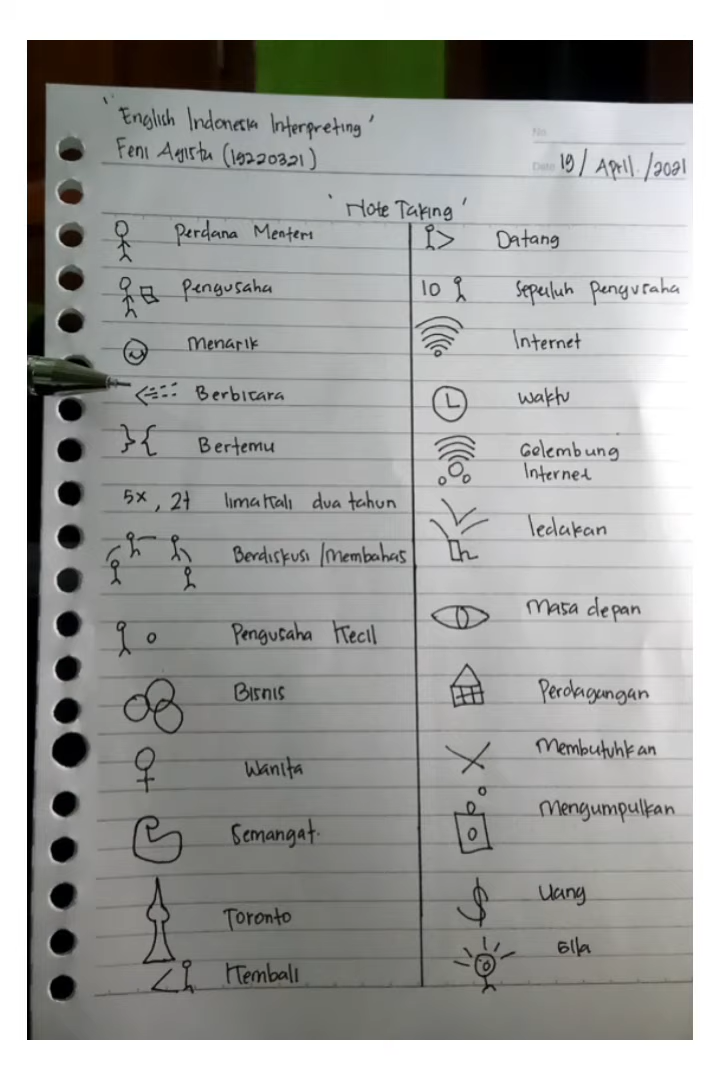 "English Indonesia Interpreting"
Feni Agista (19220321)
No
Date 19/ April /2021
'Note Taking'
Perdana Menteri
Pengusaha
Menarik
Berbicara
Bertemu
5x, 2t lima kali dua tahun
Berdiskusi /membahas
Pengusaha Kecil
Bisnis
Wanita
Semangat.
Toronto
Kembali
Datang
10 Sepuluh pengusaha
Internet
waktu
Gelembung
Internet
ledakan
masa depan
Perdagangan
Membutuhkan
Mengumpulkan
$ Uang